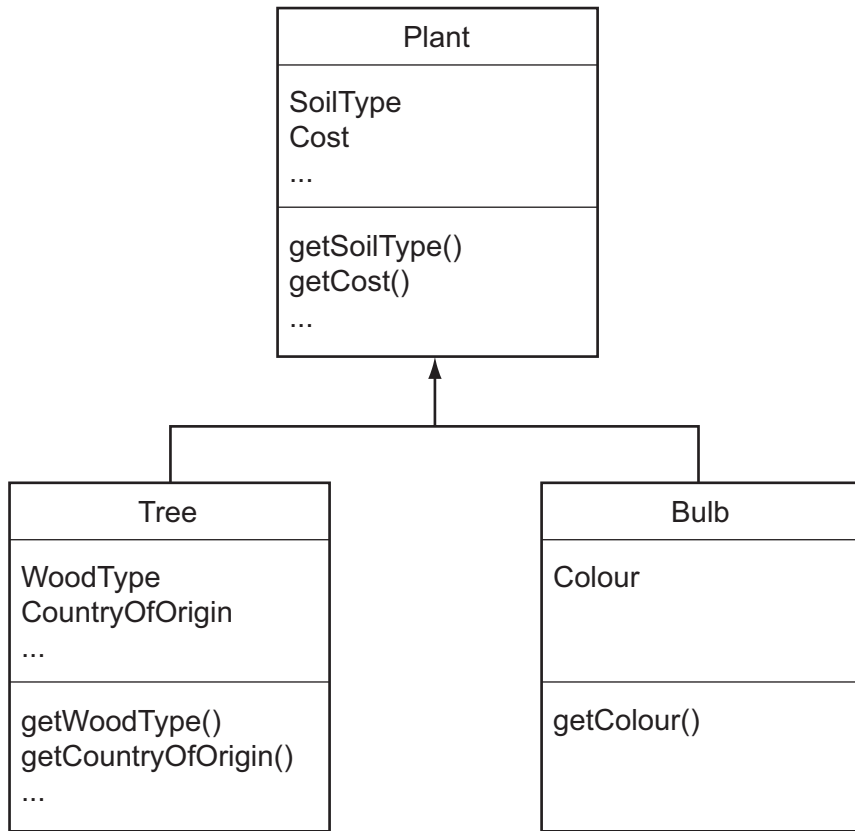 Plant
SoilType
Cost
...
getSoilType()
getCost()
...
Tree
WoodType
CountryOfOrigin
...
getWoodType()
getCountryOfOrigin()
...
Bulb
Colour
getColour()